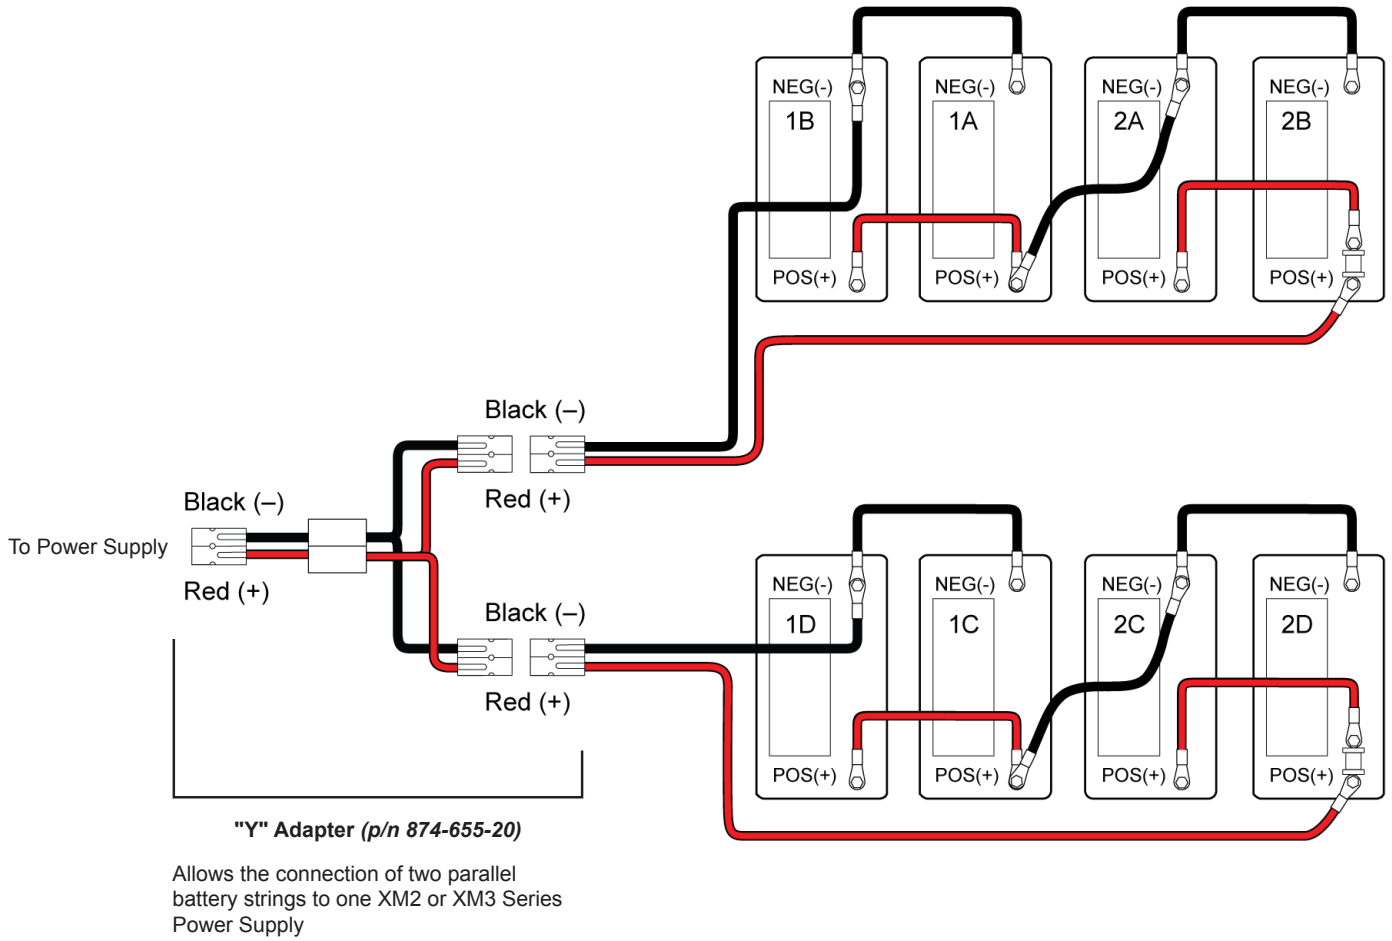 NEG(-)
1B
POS(+)
NEG(-)
1A
POS(+)
NEG(-)
2A
POS(+)
NEG(-)
2B
POS(+)
Black (–)
Red (+)
Black (–)
To Power Supply
Red (+)
Black (–)
Red (+)
NEG(-)
1D
POS(+)
NEG(-)
1C
POS(+)
NEG(-)
2C
POS(+)
NEG(-)
2D
POS(+)
"Y" Adapter (p/n 874-655-20)
Allows the connection of two parallel
battery strings to one XM2 or XM3 Series
Power Supply